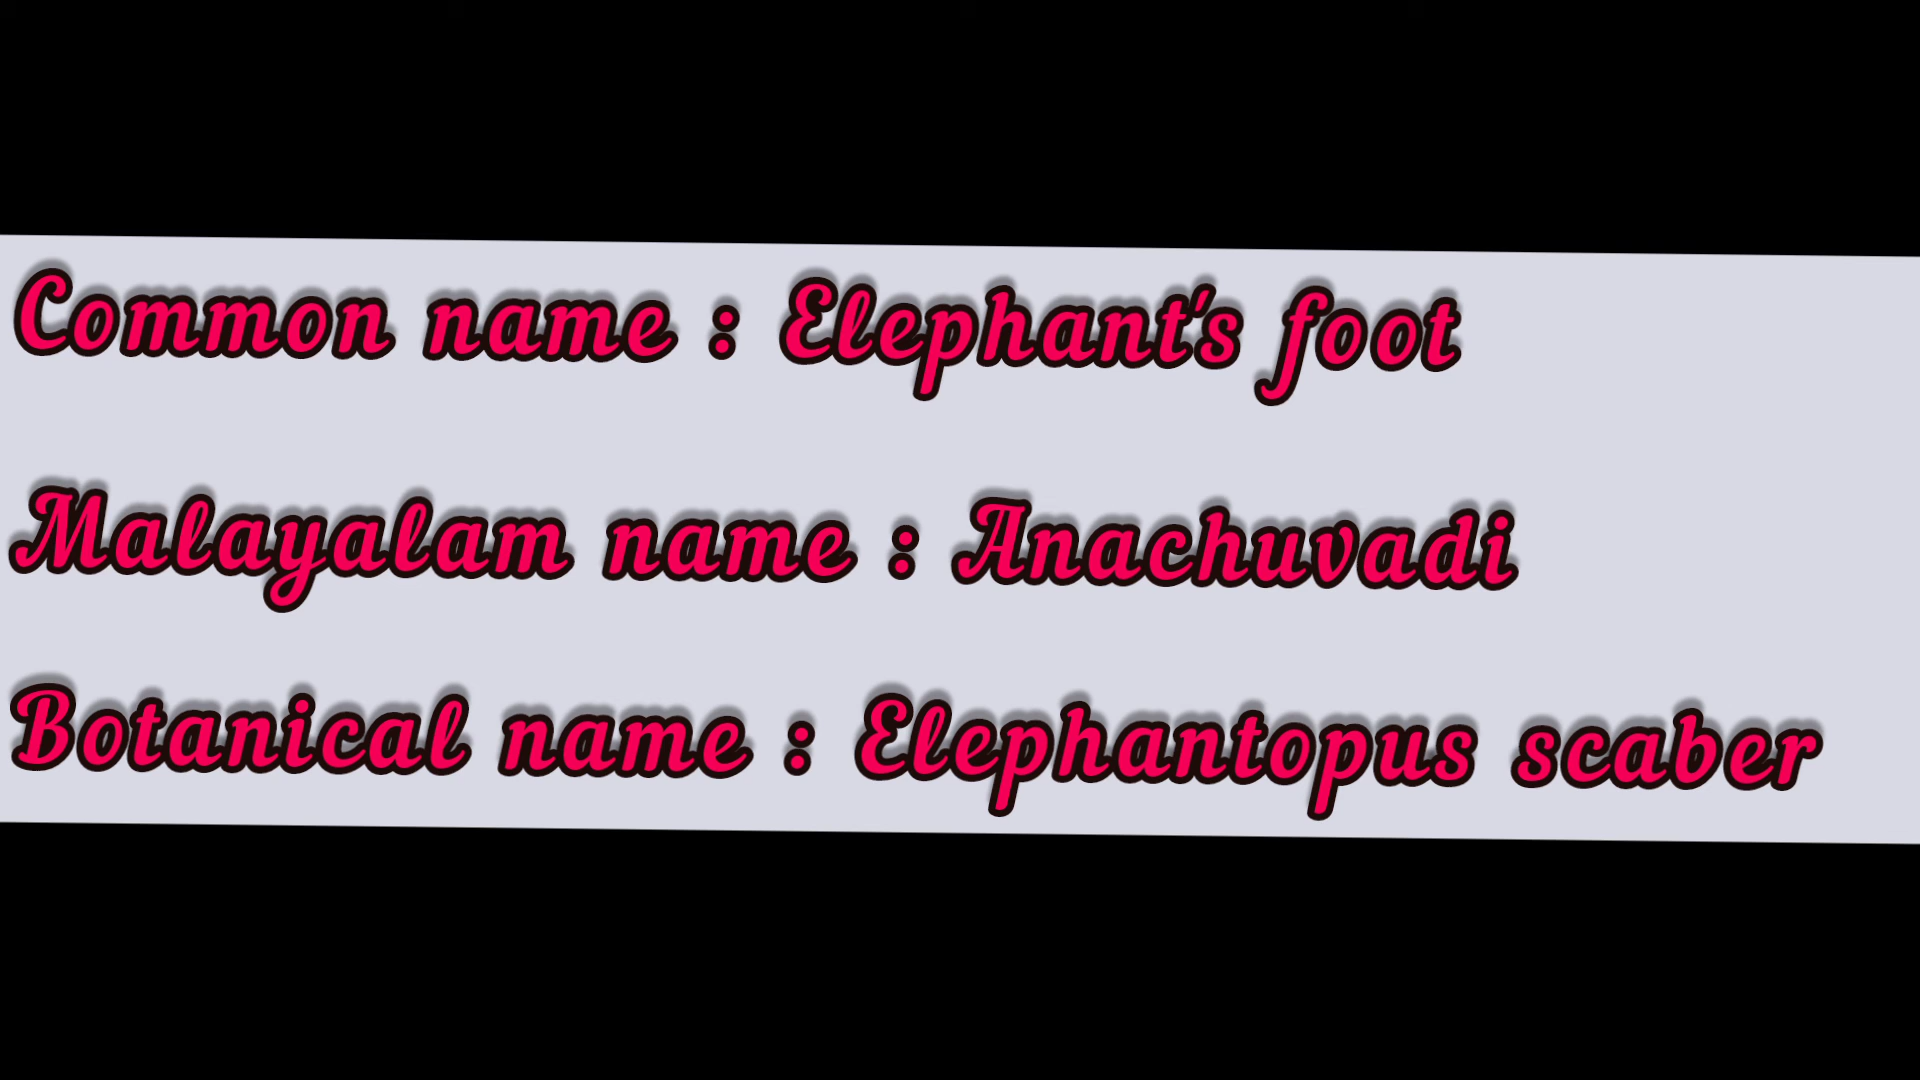 Common name : Elephant's foot
Malayalam name : Anachuvadi
Botanical name : Elephantopus scaber